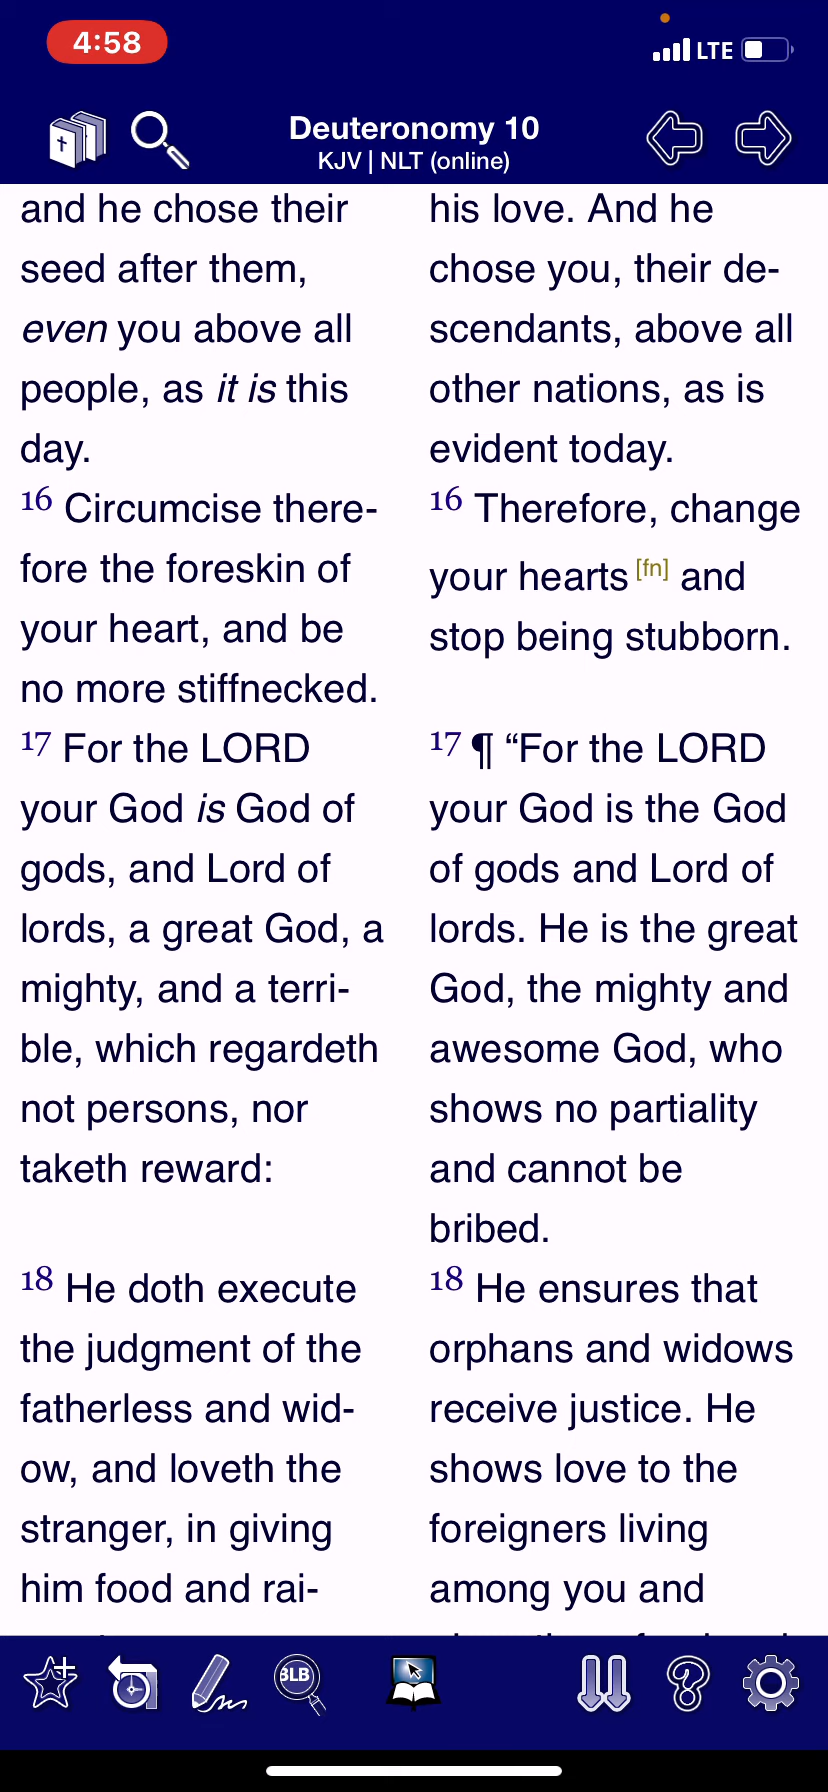 4:58
LTE
Deuteronomy 10
KJV | NLT (online)
and he chose their
seed after them,
even you above all
people, as it is this
day.
16 Circumcise there-
fore the foreskin of
your heart, and be
no more stiffnecked.
17 For the LORD
your God is God of
gods, and Lord of
lords, a great God, a
mighty, and a terri-
ble, which regardeth
not persons, nor
taketh reward:
18 He doth execute
the judgment of the
fatherless and wid-
ow, and loveth the
stranger, in giving
him food and rai-
his love. And he
chose you, their de-
scendants, above all
other nations, as is
evident today.
16 Therefore, change
your hearts [fn] and
stop being stubborn.
17 ¶ “For the LORD
your God is the God
of gods and Lord of
lords. He is the great
God, the mighty and
awesome God, who
shows no partiality
and cannot be
bribed.
18 He ensures that
orphans and widows
receive justice. He
shows love to the
foreigners living
among you and
BLB